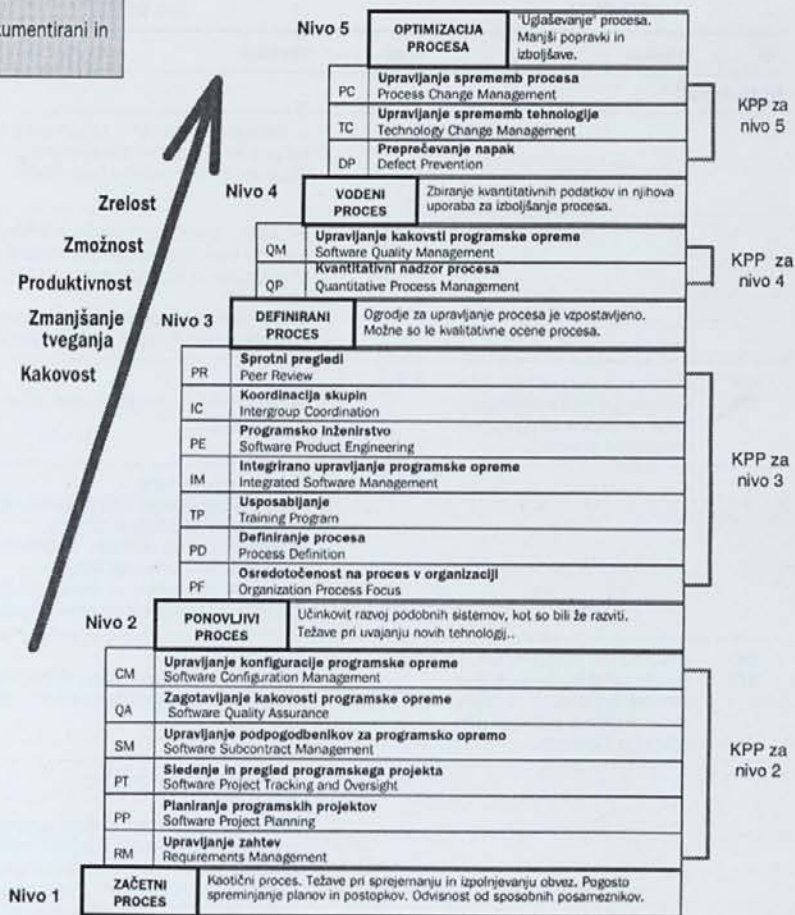 umentirani in
Nivo 5
OPTIMIZACIJA
PROCESA
'Uglaševanje' procesa.
Manjši popravki in
izboljšave.
PC
Upravljanje sprememb procesa
Process Change Management
TC
Upravljanje sprememb tehnologije
Technology Change Management
DP
Preprečevanje napak
Defect Prevention
KPP za
nivo 5
Nivo 4
VODENI
PROCES
Zbiranje kvantitativnih podatkov in njihova
uporaba za izboljšanje procesa.
QM
Upravljanje kakovsti programske opreme
Software Quality Management
QP
Kvantitativni nadzor procesa
Quantitative Process Management
KPP za
nivo 4
Zrelost
Zmožnost
Produktivnost
Zmanjšanje
tveganja
Kakovost
Nivo 3
DEFINIRANI
PROCES
Ogrodje za upravljanje procesa je vzpostavljeno.
Možne so le kvalitativne ocene procesa.
PR
Sprotni pregledi
Peer Review
IC
Koordinacija skupin
Intergroup Coordination
PE
Programsko inženirstvo
Software Product Engineering
IM
Integrirano upravljanje programske opreme
Integrated Software Management
TP
Usposabljanje
Training Program
PD
Definiranje procesa
Process Definition
PF
Osredotočenost na proces v organizaciji
Organization Process Focus
KPP za
nivo 3
Nivo 2
PONOVLJIVI
PROCES
Učinkovit razvoj podobnih sistemov, kot so bili že razviti.
Težave pri uvajanju novih tehnologij..
CM
Upravljanje konfiguracije programske opreme
Software Configuration Management
QA
Zagotavljanje kakovosti programske opreme
Software Quality Assurance
SM
Upravljanje podpogodbenikov za programsko opremo
Software Subcontract Management
PT
Sledenje in pregled programskega projekta
Software Project Tracking and Oversight
PP
Planiranje programskih projektov
Software Project Planning
RM
Upravljanje zahtev
Requirements Management
KPP za
nivo 2
Nivo 1
ZAČETNI
PROCES
Kaotični proces. Težave pri sprejemanju in izpolnjevanju obvez. Pogosto
spreminjanje planov in postopkov. Odvisnost od sposobnih posameznikov.